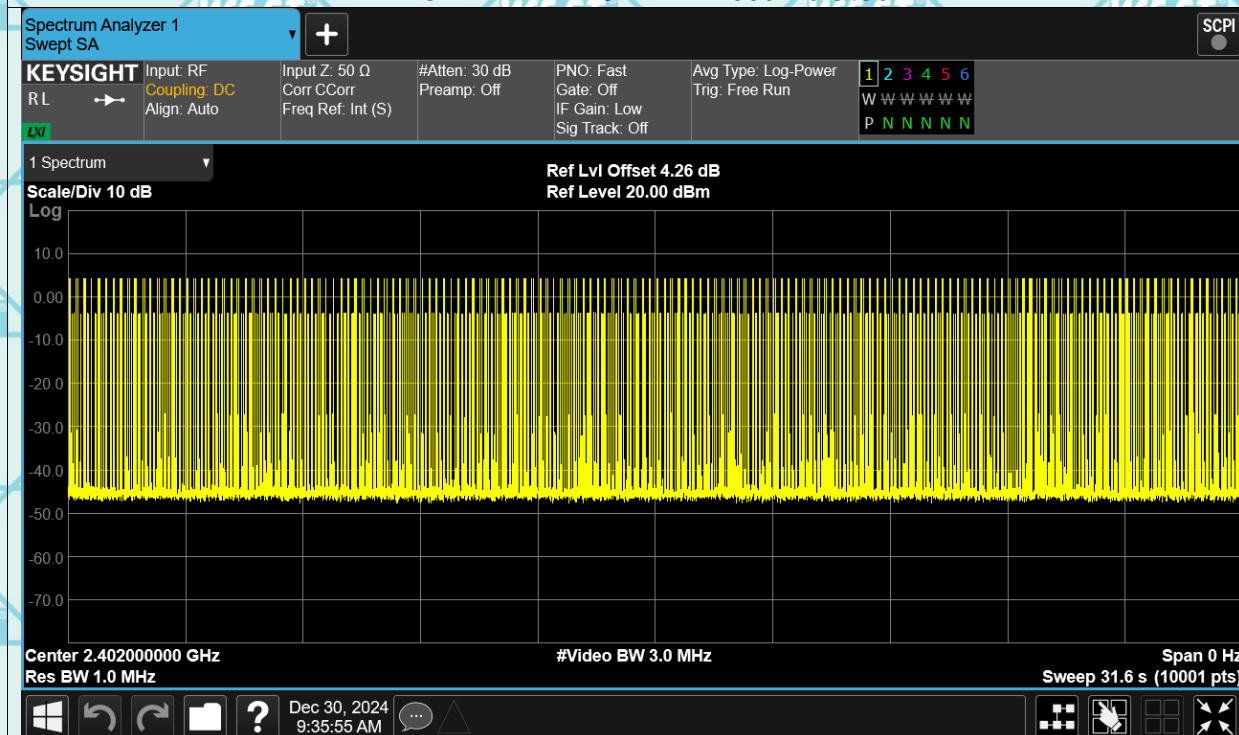 Spectrum Analyzer 1
Swept SA
SCPI
KEYSIGHT
R L
LXI
Input: RF
Coupling: DC
Align: Auto
Input Z: 50 Ω
Corr CCorr
Freq Ref: Int (S)
#Atten: 30 dB
Preamp: Off
PNO: Fast
Gate: Off
IF Gain: Low
Sig Track: Off
Avg Type: Log-Power
Trig: Free Run
1 2 3 4 5 6
W W W W W W
P N N N N N
1 Spectrum
Scale/Div 10 dB
Ref Lvl Offset 4.26 dB
Ref Level 20.00 dBm
Log
10.0
0.00
-10.0
-20.0
-30.0
-40.0
-50.0
-60.0
-70.0
Center 2.402000000 GHz
#Video BW 3.0 MHz
Span 0 Hz
Res BW 1.0 MHz
Sweep 31.6 s (10001 pts)
?
Dec 30, 2024
9:35:55 AM